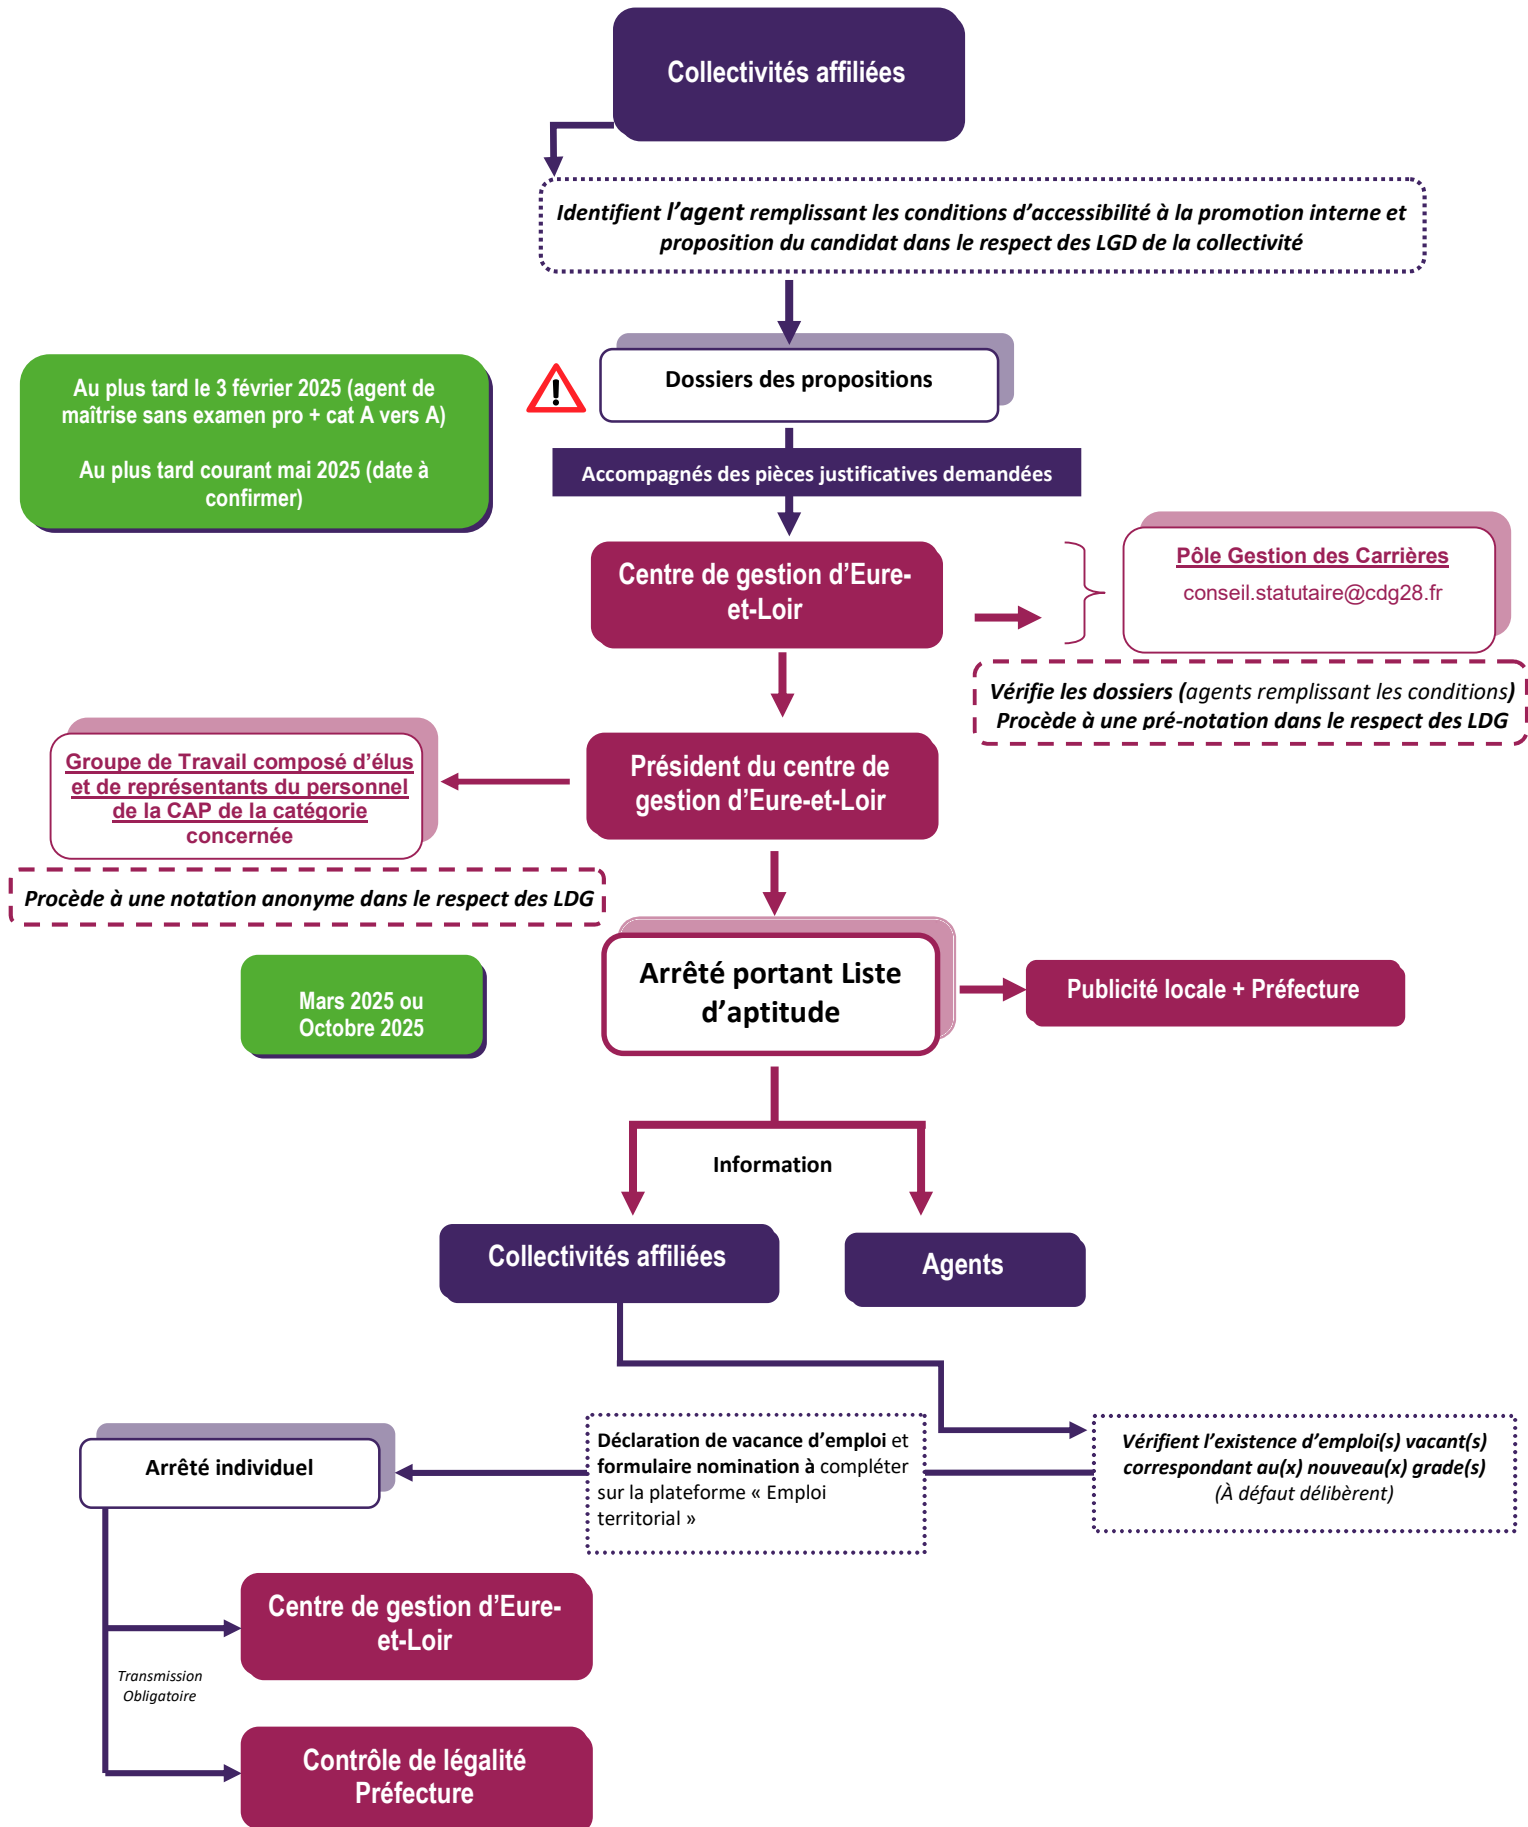 Collectivités affiliées
Identifient l’agent remplissant les conditions d’accessibilité à la promotion interne et
proposition du candidat dans le respect des LGD de la collectivité
Au plus tard le 3 février 2025 (agent de
maîtrise sans examen pro + cat A vers A)
Au plus tard courant mai 2025 (date à
confirmer)
Dossiers des propositions
Accompagnés des pièces justificatives demandées
Centre de gestion d’Eure-
et-Loir
Pôle Gestion des Carrières
conseil.statutaire@cdg28.fr
Vérifie les dossiers (agents remplissant les conditions)
Procède à une pré-notation dans le respect des LDG
Groupe de Travail composé d’élus
et de représentants du personnel
de la CAP de la catégorie
concernée
Président du centre de
gestion d’Eure-et-Loir
Procède à une notation anonyme dans le respect des LDG
Mars 2025 ou
Octobre 2025
Arrêté portant Liste
d’aptitude
Publicité locale + Préfecture
Information
Collectivités affiliées
Agents
Arrêté individuel
Déclaration de vacance d’emploi et
formulaire nomination à compléter
sur la plateforme « Emploi
territorial »
Vérifient l’existence d’emploi(s) vacant(s)
correspondant au(x) nouveau(x) grade(s)
(À défaut délibèrent)
Centre de gestion d’Eure-
et-Loir
Transmission
Obligatoire
Contrôle de légalité
Préfecture